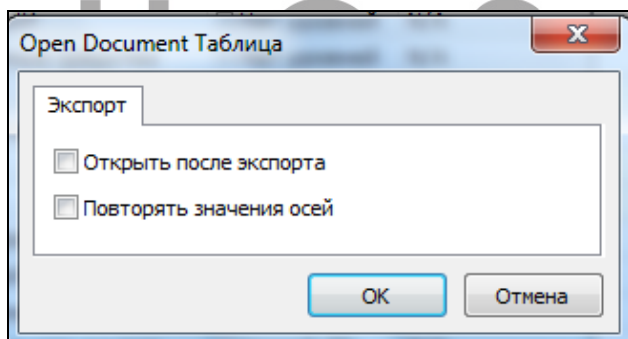 Open Document Таблица
Экспорт
Открыть после экспорта
Повторять значения осей
OK
Отмена